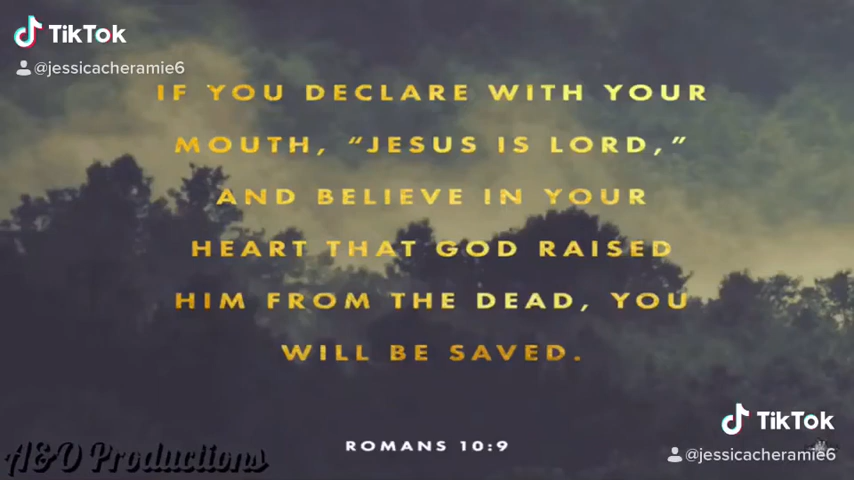 TikTok
@jessicacheramie6
IF YOU DECLARE WITH YOUR
MOUTH, “JESUS IS LORD,”
AND BELIEVE IN YOUR
HEART THAT GOD RAISED
HIM FROM THE DEAD, YOU
WILL BE SAVED.
ROMANS 10:9
A&D Productions
TikTok
@jessicacheramie6